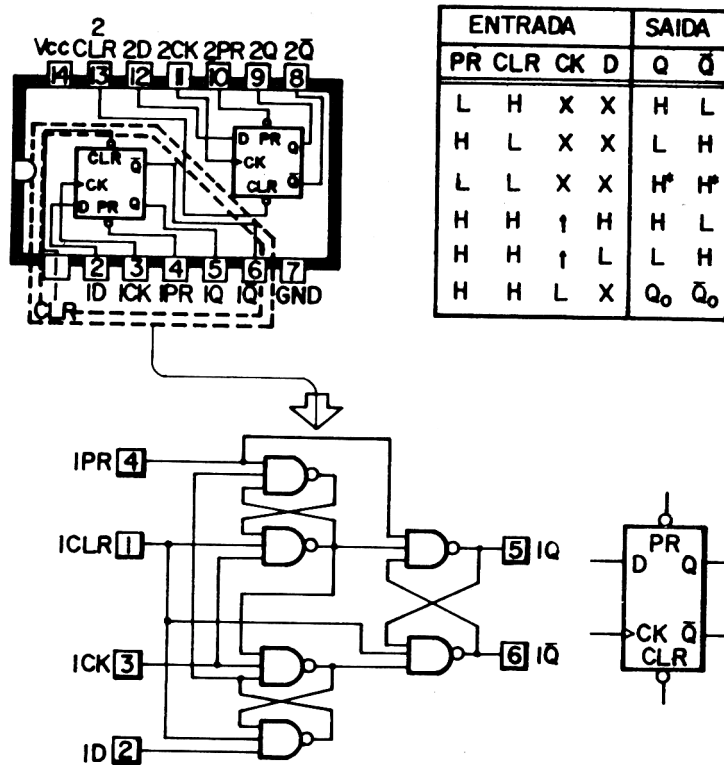 2
Vcc CLR 2D 2CK 2PR 2Q 2Q̅
14 13 12 11 10 9 8
D PR Q
CK
CLR Q̅
CLR Q̅
CK
D PR Q
1 2 3 4 5 6 7
1 1D 1CK 1PR 1Q 1Q̅ GND
CLR
ENTRADA SAIDA
PR CLR CK D Q Q̅
L H X X H L
H L X X L H
L L X X H* H*
H H ↑ H H L
H H ↑ L L H
H H L X Q₀ Q̅₀
1PR 4
1CLR 1
1CK 3
1D 2
5 1Q
6 1Q̅
PR
D Q
CK Q̅
CLR